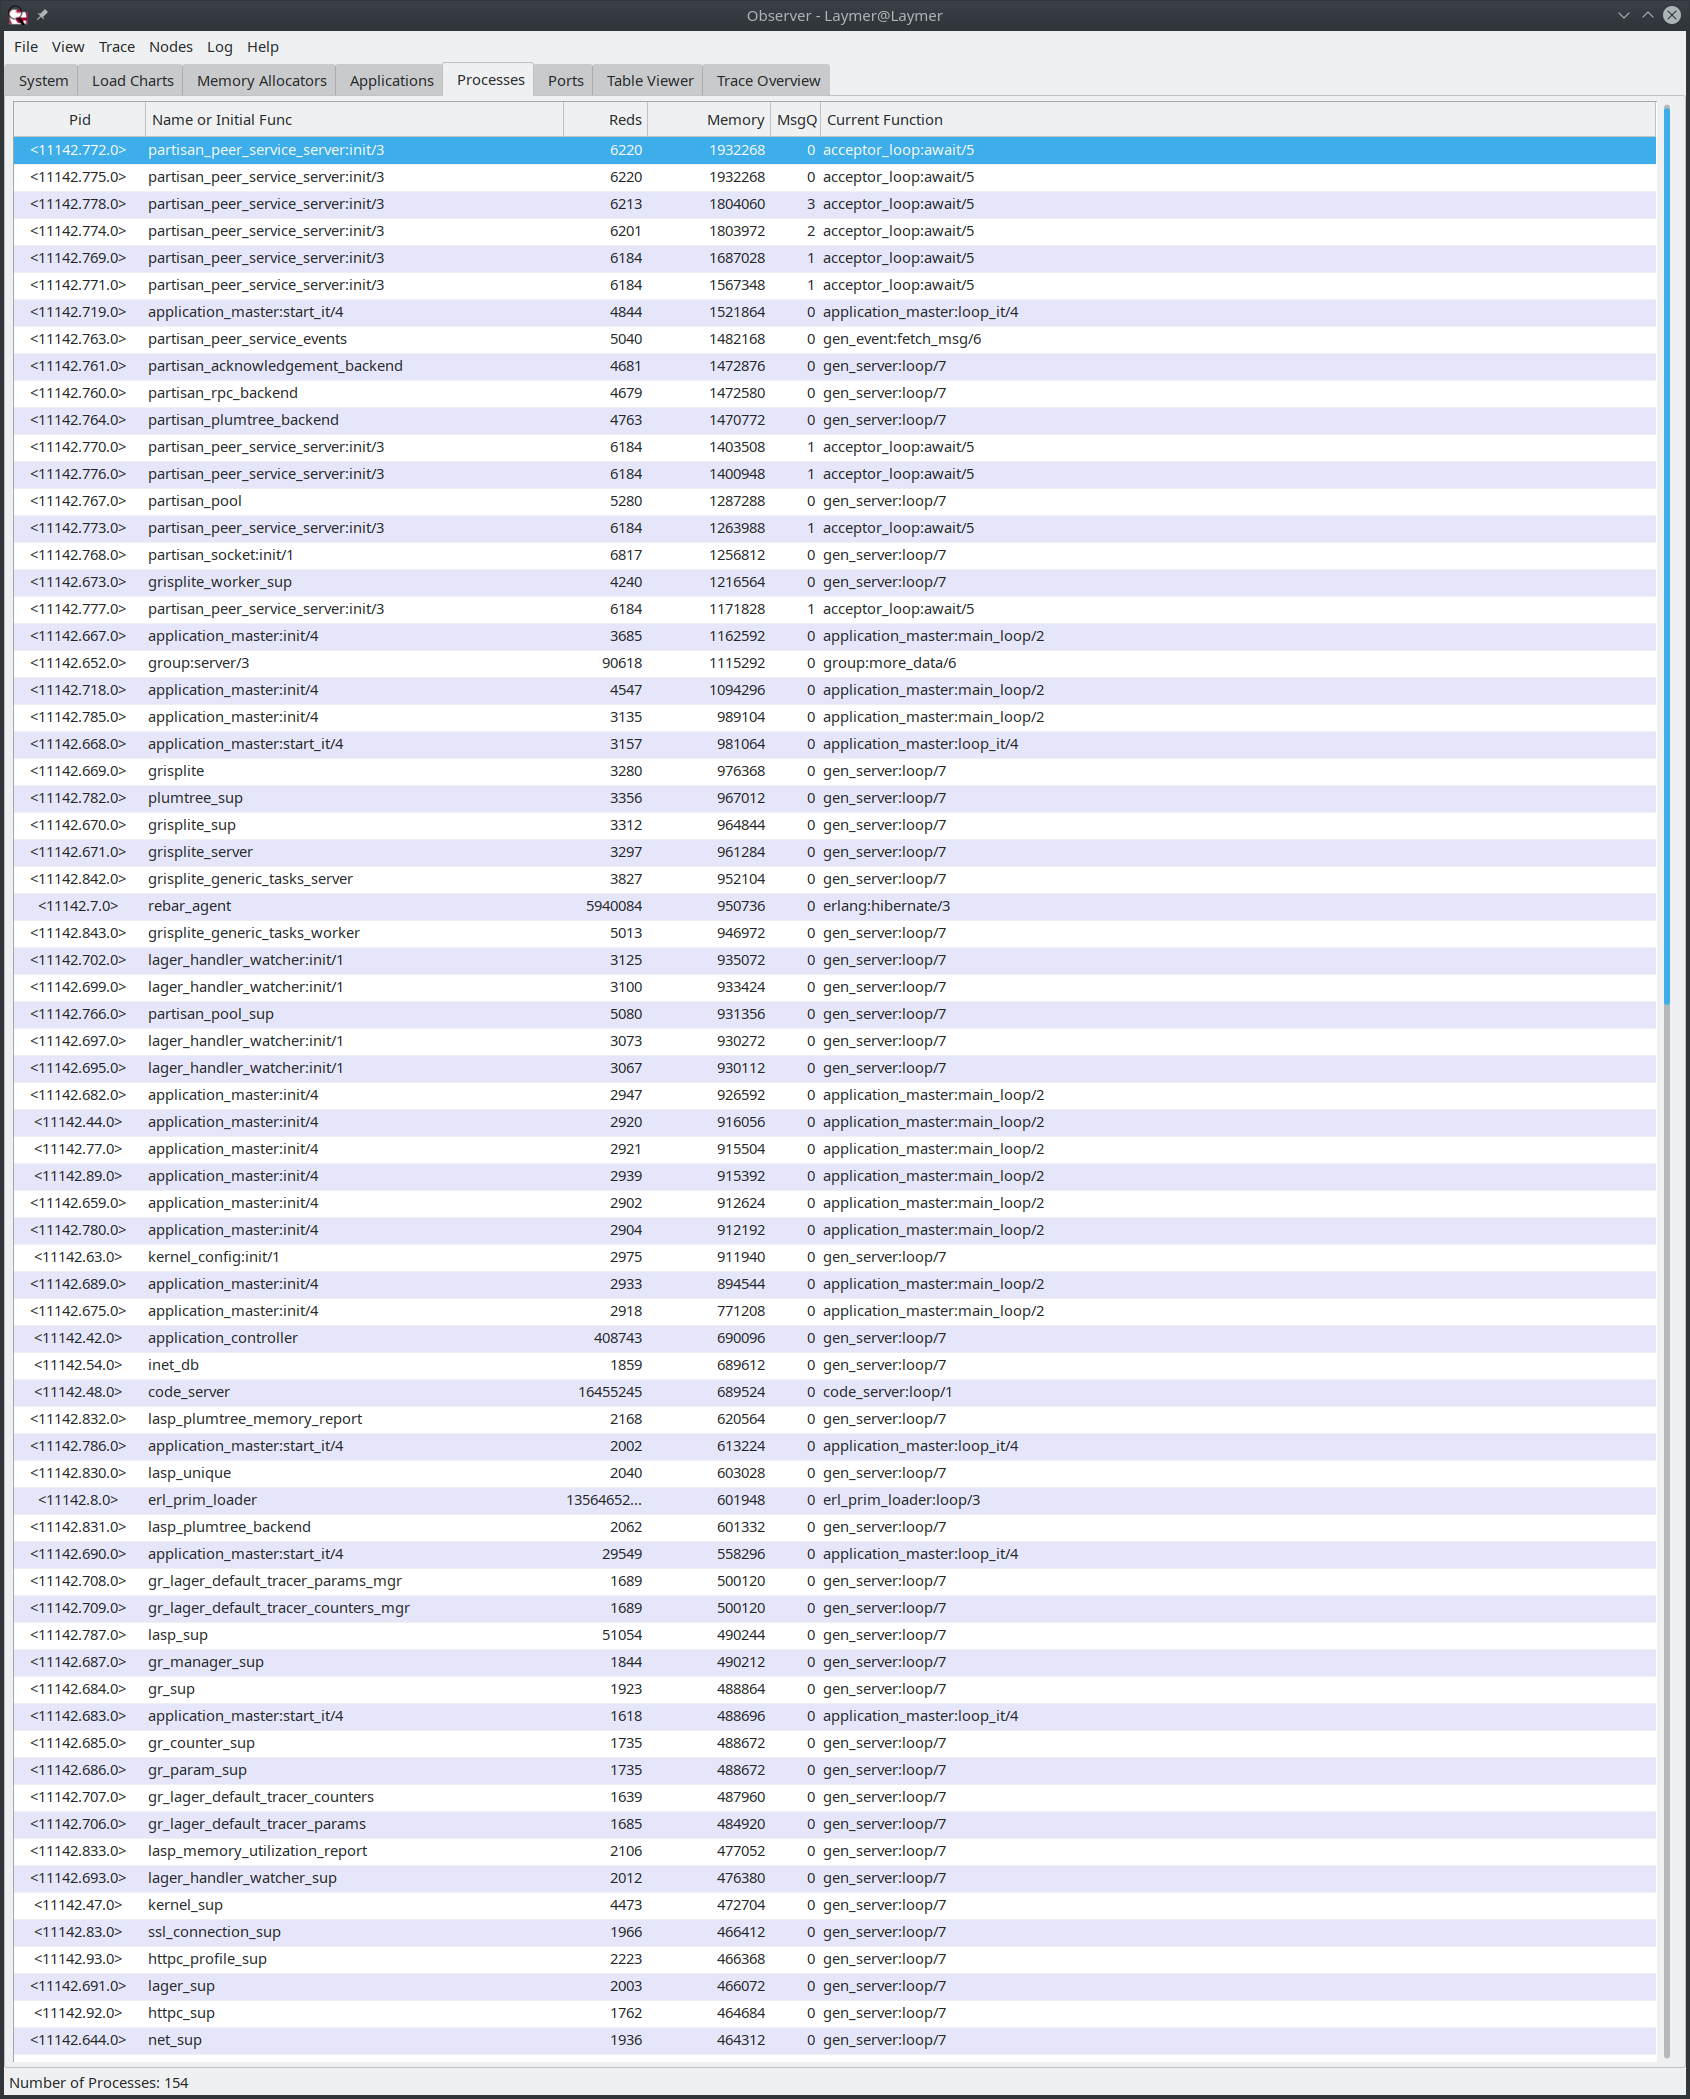 Observer - Laymer@Laymer
File View Trace Nodes Log Help
System Load Charts Memory Allocators Applications Processes Ports Table Viewer Trace Overview
Pid Name or Initial Func Reds Memory MsgQ Current Function
<11142.772.0> partisan_peer_service_server:init/3 6220 1932268 0 acceptor_loop:await/5
<11142.775.0> partisan_peer_service_server:init/3 6220 1932268 0 acceptor_loop:await/5
<11142.778.0> partisan_peer_service_server:init/3 6213 1804060 3 acceptor_loop:await/5
<11142.774.0> partisan_peer_service_server:init/3 6201 1803972 2 acceptor_loop:await/5
<11142.769.0> partisan_peer_service_server:init/3 6184 1687028 1 acceptor_loop:await/5
<11142.771.0> partisan_peer_service_server:init/3 6184 1567348 1 acceptor_loop:await/5
<11142.719.0> application_master:start_it/4 4844 1521864 0 application_master:loop_it/4
<11142.763.0> partisan_peer_service_events 5040 1482168 0 gen_event:fetch_msg/6
<11142.761.0> partisan_acknowledgement_backend 4681 1472876 0 gen_server:loop/7
<11142.760.0> partisan_rpc_backend 4679 1472580 0 gen_server:loop/7
<11142.764.0> partisan_plumtree_backend 4763 1470772 0 gen_server:loop/7
<11142.770.0> partisan_peer_service_server:init/3 6184 1403508 1 acceptor_loop:await/5
<11142.776.0> partisan_peer_service_server:init/3 6184 1400948 1 acceptor_loop:await/5
<11142.767.0> partisan_pool 5280 1287288 0 gen_server:loop/7
<11142.773.0> partisan_peer_service_server:init/3 6184 1263988 1 acceptor_loop:await/5
<11142.768.0> partisan_socket:init/1 6817 1256812 0 gen_server:loop/7
<11142.673.0> grisplite_worker_sup 4240 1216564 0 gen_server:loop/7
<11142.777.0> partisan_peer_service_server:init/3 6184 1171828 1 acceptor_loop:await/5
<11142.667.0> application_master:init/4 3685 1162592 0 application_master:main_loop/2
<11142.652.0> group:server/3 90618 1115292 0 group:more_data/6
<11142.718.0> application_master:init/4 4547 1094296 0 application_master:main_loop/2
<11142.785.0> application_master:init/4 3135 989104 0 application_master:main_loop/2
<11142.668.0> application_master:start_it/4 3157 981064 0 application_master:loop_it/4
<11142.669.0> grisplite 3280 976368 0 gen_server:loop/7
<11142.782.0> plumtree_sup 3356 967012 0 gen_server:loop/7
<11142.670.0> grisplite_sup 3312 964844 0 gen_server:loop/7
<11142.671.0> grisplite_server 3297 961284 0 gen_server:loop/7
<11142.842.0> grisplite_generic_tasks_server 3827 952104 0 gen_server:loop/7
<11142.7.0> rebar_agent 5940084 950736 0 erlang:hibernate/3
<11142.843.0> grisplite_generic_tasks_worker 5013 946972 0 gen_server:loop/7
<11142.702.0> lager_handler_watcher:init/1 3125 935072 0 gen_server:loop/7
<11142.699.0> lager_handler_watcher:init/1 3100 933424 0 gen_server:loop/7
<11142.766.0> partisan_pool_sup 5080 931356 0 gen_server:loop/7
<11142.697.0> lager_handler_watcher:init/1 3073 930272 0 gen_server:loop/7
<11142.695.0> lager_handler_watcher:init/1 3067 930112 0 gen_server:loop/7
<11142.682.0> application_master:init/4 2947 926592 0 application_master:main_loop/2
<11142.44.0> application_master:init/4 2920 916056 0 application_master:main_loop/2
<11142.77.0> application_master:init/4 2921 915504 0 application_master:main_loop/2
<11142.89.0> application_master:init/4 2939 915392 0 application_master:main_loop/2
<11142.659.0> application_master:init/4 2902 912624 0 application_master:main_loop/2
<11142.780.0> application_master:init/4 2904 912192 0 application_master:main_loop/2
<11142.63.0> kernel_config:init/1 2975 911940 0 gen_server:loop/7
<11142.689.0> application_master:init/4 2933 894544 0 application_master:main_loop/2
<11142.675.0> application_master:init/4 2918 771208 0 application_master:main_loop/2
<11142.42.0> application_controller 408743 690096 0 gen_server:loop/7
<11142.54.0> inet_db 1859 689612 0 gen_server:loop/7
<11142.48.0> code_server 16455245 689524 0 code_server:loop/1
<11142.832.0> lasp_plumtree_memory_report 2168 620564 0 gen_server:loop/7
<11142.786.0> application_master:start_it/4 2002 613224 0 application_master:loop_it/4
<11142.830.0> lasp_unique 2040 603028 0 gen_server:loop/7
<11142.8.0> erl_prim_loader 13564652... 601948 0 erl_prim_loader:loop/3
<11142.831.0> lasp_plumtree_backend 2062 601332 0 gen_server:loop/7
<11142.690.0> application_master:start_it/4 29549 558296 0 application_master:loop_it/4
<11142.708.0> gr_lager_default_tracer_params_mgr 1689 500120 0 gen_server:loop/7
<11142.709.0> gr_lager_default_tracer_counters_mgr 1689 500120 0 gen_server:loop/7
<11142.787.0> lasp_sup 51054 490244 0 gen_server:loop/7
<11142.687.0> gr_manager_sup 1844 490212 0 gen_server:loop/7
<11142.684.0> gr_sup 1923 488864 0 gen_server:loop/7
<11142.683.0> application_master:start_it/4 1618 488696 0 application_master:loop_it/4
<11142.685.0> gr_counter_sup 1735 488672 0 gen_server:loop/7
<11142.686.0> gr_param_sup 1735 488672 0 gen_server:loop/7
<11142.707.0> gr_lager_default_tracer_counters 1639 487960 0 gen_server:loop/7
<11142.706.0> gr_lager_default_tracer_params 1685 484920 0 gen_server:loop/7
<11142.833.0> lasp_memory_utilization_report 2106 477052 0 gen_server:loop/7
<11142.693.0> lager_handler_watcher_sup 2012 476380 0 gen_server:loop/7
<11142.47.0> kernel_sup 4473 472704 0 gen_server:loop/7
<11142.83.0> ssl_connection_sup 1966 466412 0 gen_server:loop/7
<11142.93.0> httpc_profile_sup 2223 466368 0 gen_server:loop/7
<11142.691.0> lager_sup 2003 466072 0 gen_server:loop/7
<11142.92.0> httpc_sup 1762 464684 0 gen_server:loop/7
<11142.644.0> net_sup 1936 464312 0 gen_server:loop/7
Number of Processes: 154